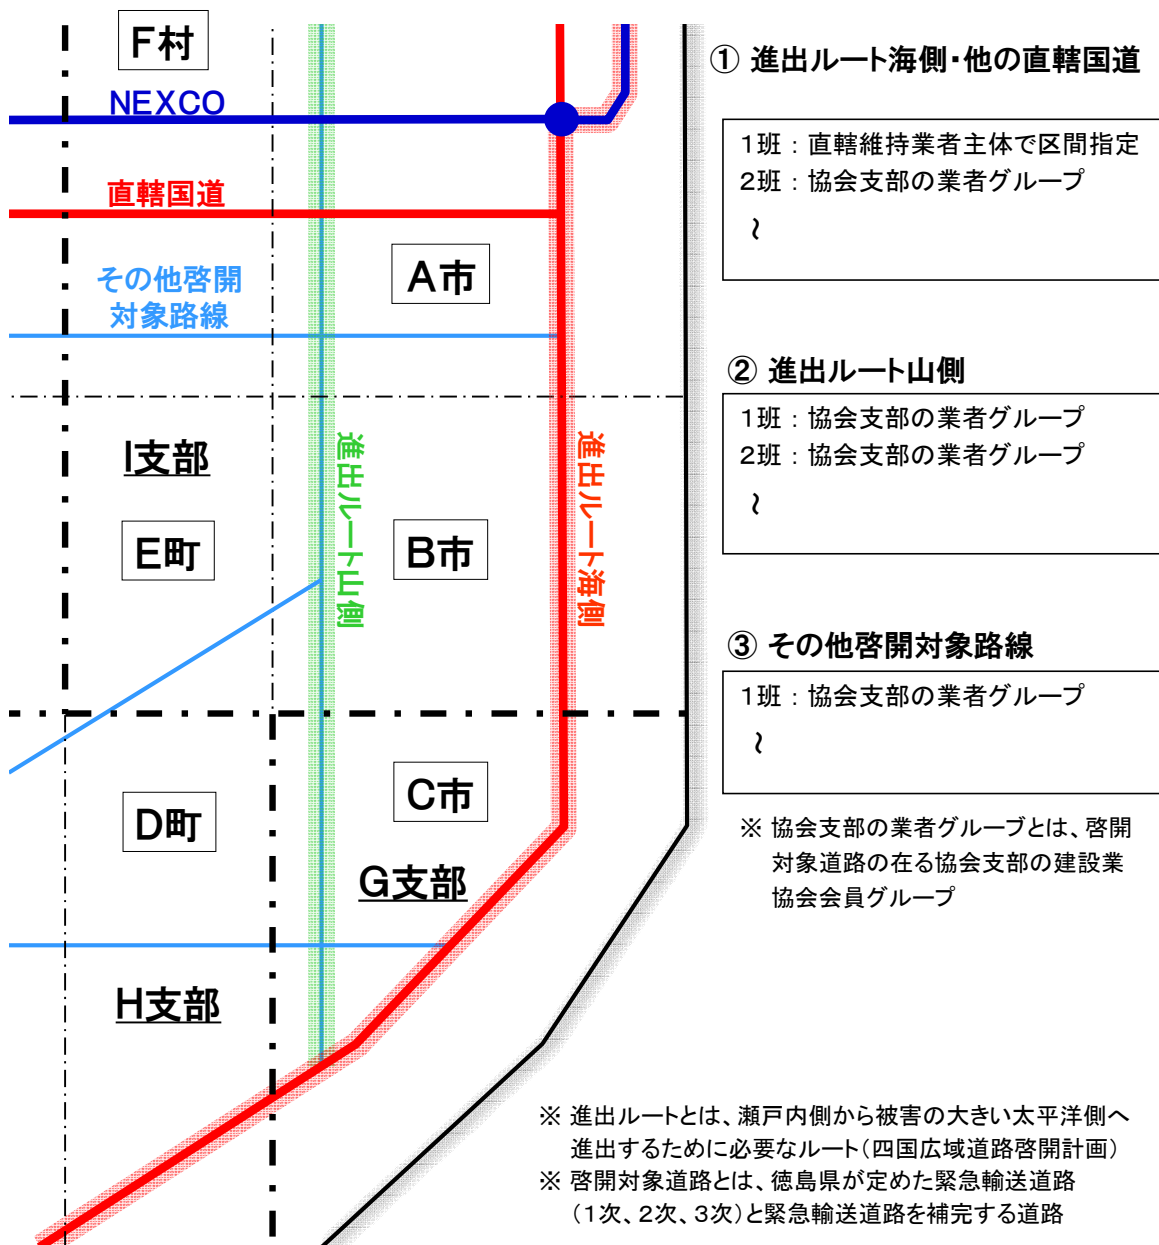 F村
NEXCO
直轄国道
その他啓開
対象路線
A市
I支部
E町
進出ルート山側
B市
進出ルート海側
D町
C市
G支部
H支部
① 進出ルート海側・他の直轄国道
1班：直轄維持業者主体で区間指定
2班：協会支部の業者グループ
～
② 進出ルート山側
1班：協会支部の業者グループ
2班：協会支部の業者グループ
～
③ その他啓開対象路線
1班：協会支部の業者グループ
～
※ 協会支部の業者グループとは、啓開
対象道路の在る協会支部の建設業
協会会員グループ
※ 進出ルートとは、瀬戸内側から被害の大きい太平洋側へ
進出するために必要なルート（四国広域道路啓開計画）
※ 啓開対象道路とは、徳島県が定めた緊急輸送道路
（1次、2次、3次）と緊急輸送道路を補完する道路